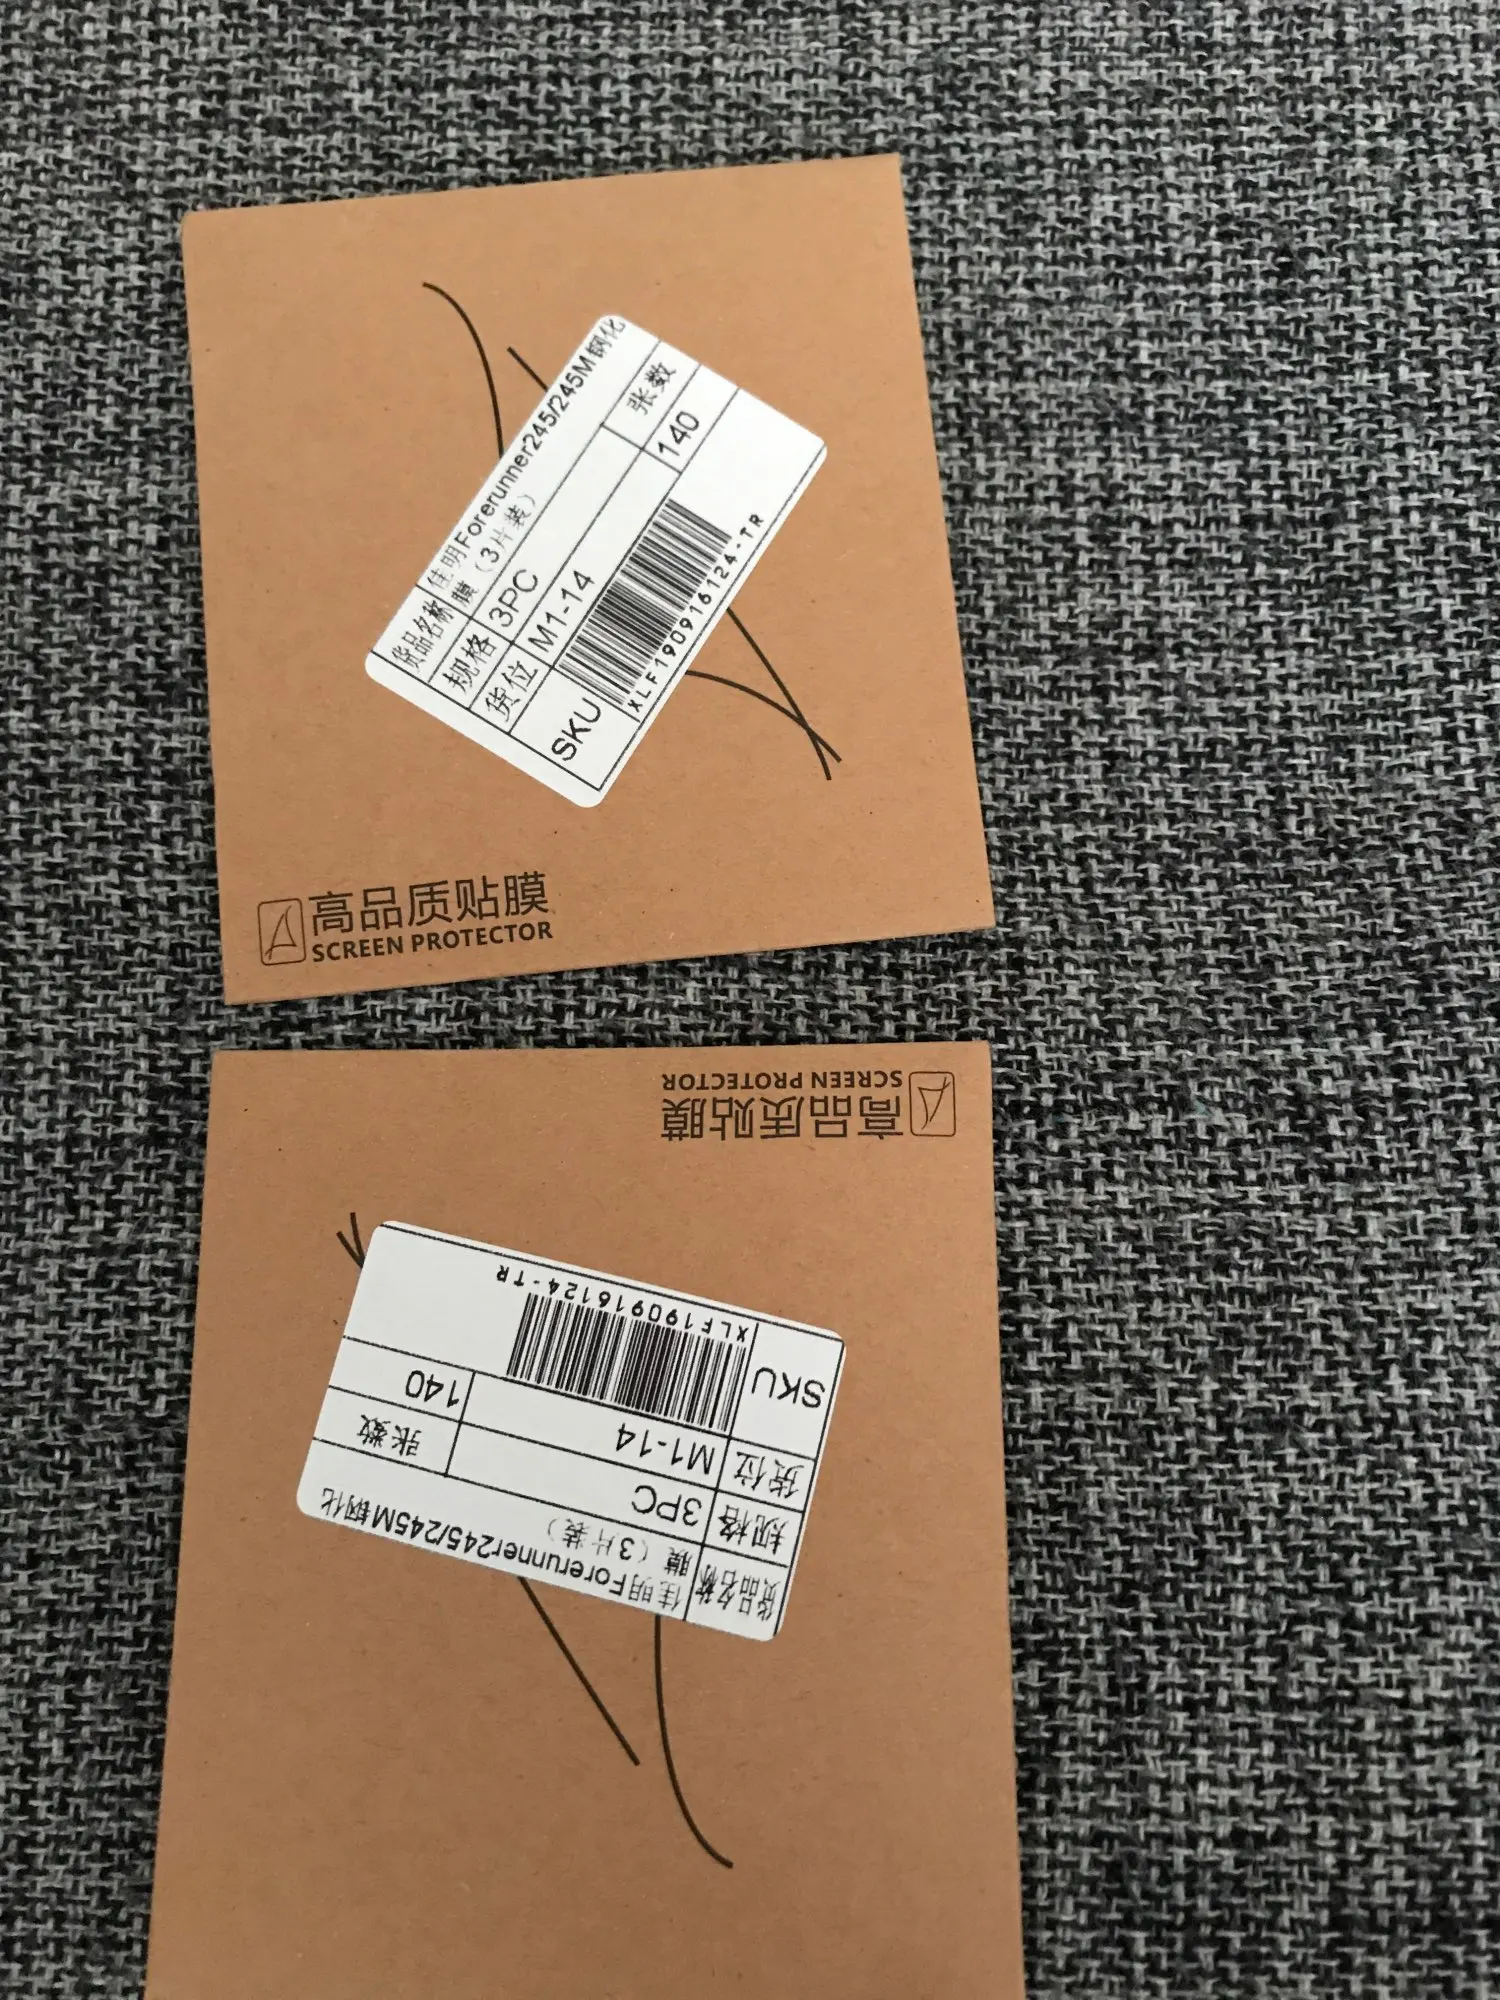 货品名称 佳明Forerunner245/245M钢化
膜（3片装）
规格 3PC 张数
货位 M1-14 140
SKU
XLF190916124-TR
高品质贴膜
SCREEN PROTECTOR
高品质贴膜
SCREEN PROTECTOR
货品名称 佳明Forerunner245/245M钢化
膜（3片装）
规格 3PC 张数
货位 M1-14 140
SKU
XLF190916124-TR